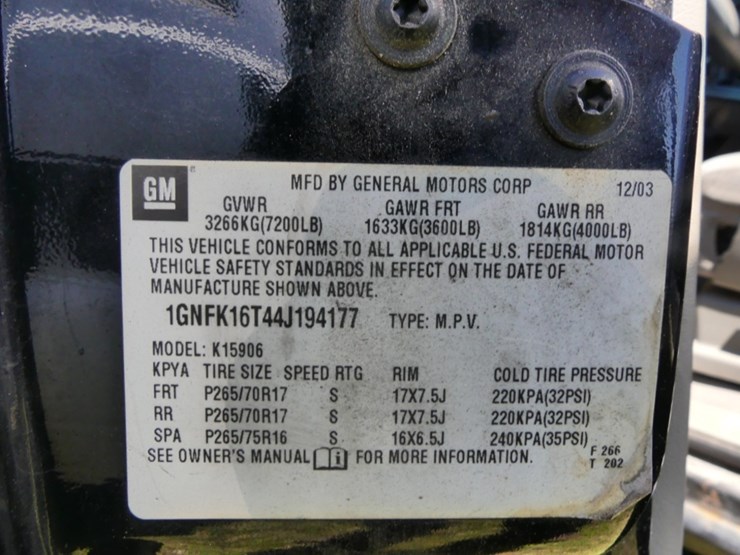 GM
MFD BY GENERAL MOTORS CORP 12/03
GVWR GAWR FRT GAWR RR
3266KG(7200LB) 1633KG(3600LB) 1814KG(4000LB)
THIS VEHICLE CONFORMS TO ALL APPLICABLE U.S. FEDERAL MOTOR
VEHICLE SAFETY STANDARDS IN EFFECT ON THE DATE OF
MANUFACTURE SHOWN ABOVE.
1GNFK16T44J194177 TYPE: M.P.V.
MODEL: K15906
KPYA TIRE SIZE SPEED RTG RIM COLD TIRE PRESSURE
FRT P265/70R17 S 17X7.5J 220KPA(32PSI)
RR P265/70R17 S 17X7.5J 220KPA(32PSI)
SPA P265/75R16 S 16X6.5J 240KPA(35PSI)
SEE OWNER'S MANUAL i FOR MORE INFORMATION. F 266
T 202